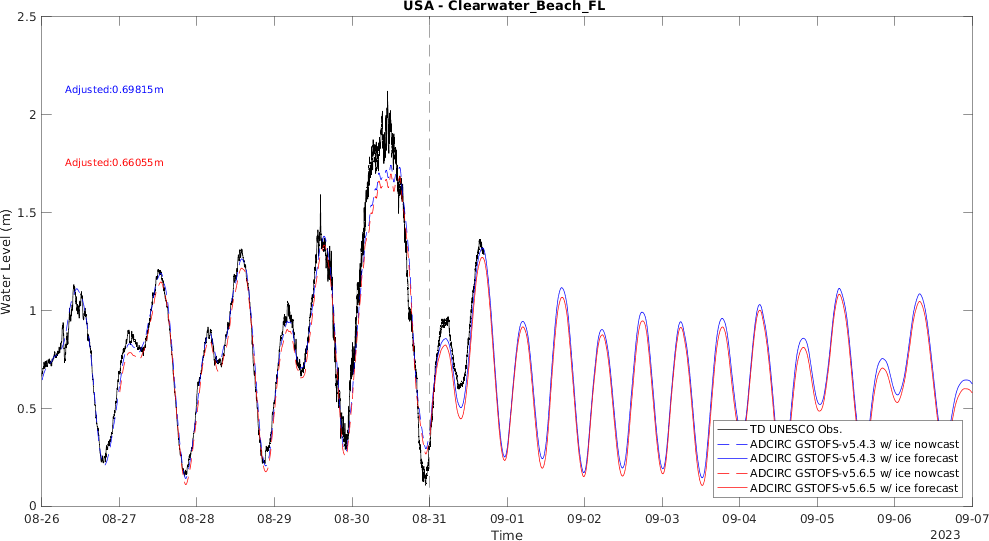 USA - Clearwater_Beach_FL
2.5
2
1.5
1
0.5
0
Water Level (m)
Adjusted:0.69815m
Adjusted:0.66055m
TD UNESCO Obs.
ADCIRC GSTOFS-v5.4.3 w/ ice nowcast
ADCIRC GSTOFS-v5.4.3 w/ ice forecast
ADCIRC GSTOFS-v5.6.5 w/ ice nowcast
ADCIRC GSTOFS-v5.6.5 w/ ice forecast
08-26 08-27 08-28 08-29 08-30 08-31 09-01 09-02 09-03 09-04 09-05 09-06 09-07
Time
2023